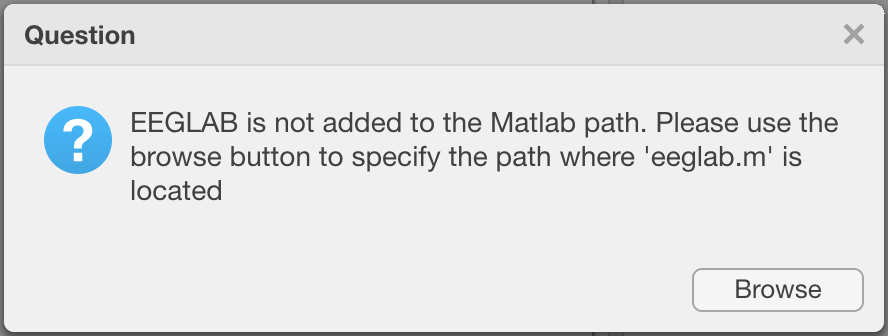 Question
EEGLAB is not added to the Matlab path. Please use the
browse button to specify the path where 'eeglab.m' is
located
Browse